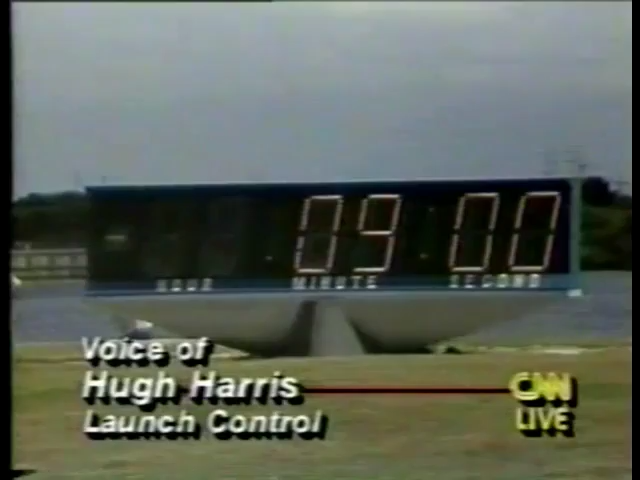 09 00
HOUR MINUTE SECOND
Voice of
Hugh Harris
Launch Control
CNN
LIVE